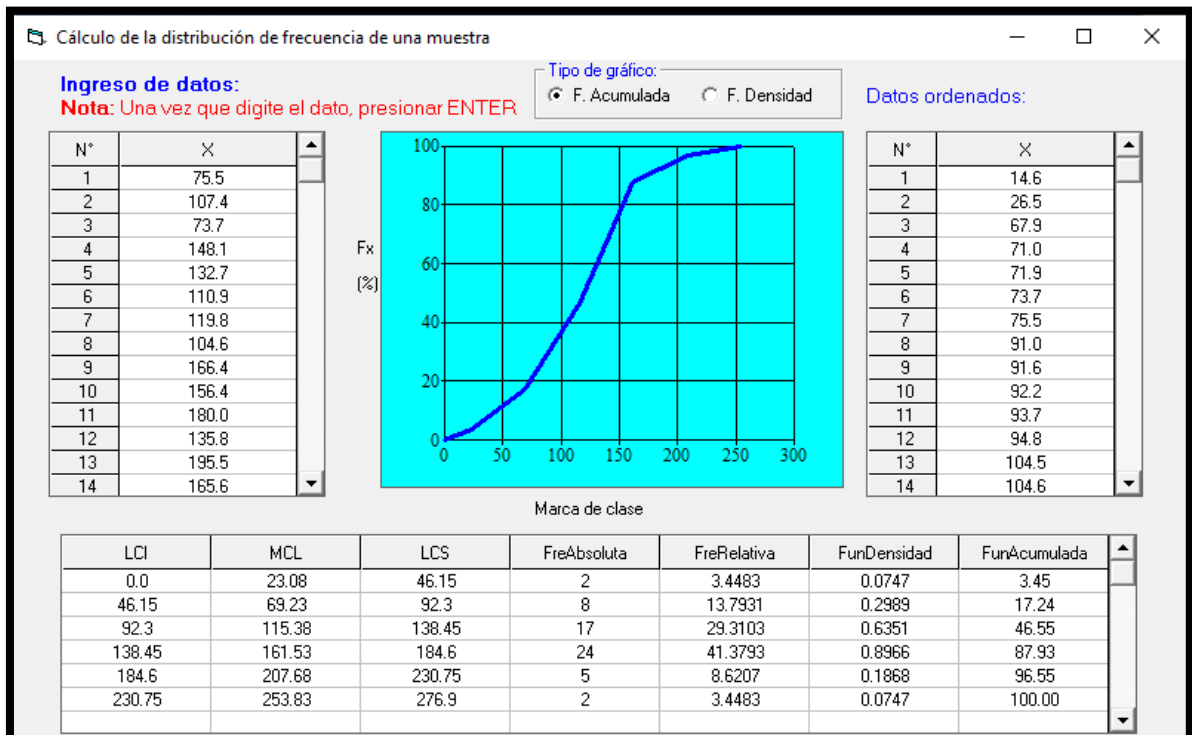 Cálculo de la distribución de frecuencia de una muestra
Ingreso de datos:
Nota: Una vez que digite el dato, presionar ENTER
Tipo de gráfico:
F. Acumulada F. Densidad
Datos ordenados:
N° X
1 75.5
2 107.4
3 73.7
4 148.1
5 132.7
6 110.9
7 119.8
8 104.6
9 166.4
10 156.4
11 180.0
12 135.8
13 195.5
14 165.6
Fx
(%)
100
80
60
40
20
0
0 50 100 150 200 250 300
Marca de clase
N° X
1 14.6
2 26.5
3 67.9
4 71.0
5 71.9
6 73.7
7 75.5
8 91.0
9 91.6
10 92.2
11 93.7
12 94.8
13 104.5
14 104.6
LCI MCL LCS FreAbsoluta FreRelativa FunDensidad FunAcumulada
0.0 23.08 46.15 2 3.4483 0.0747 3.45
46.15 69.23 92.3 8 13.7931 0.2989 17.24
92.3 115.38 138.45 17 29.3103 0.6351 46.55
138.45 161.53 184.6 24 41.3793 0.8966 87.93
184.6 207.68 230.75 5 8.6207 0.1868 96.55
230.75 253.83 276.9 2 3.4483 0.0747 100.00